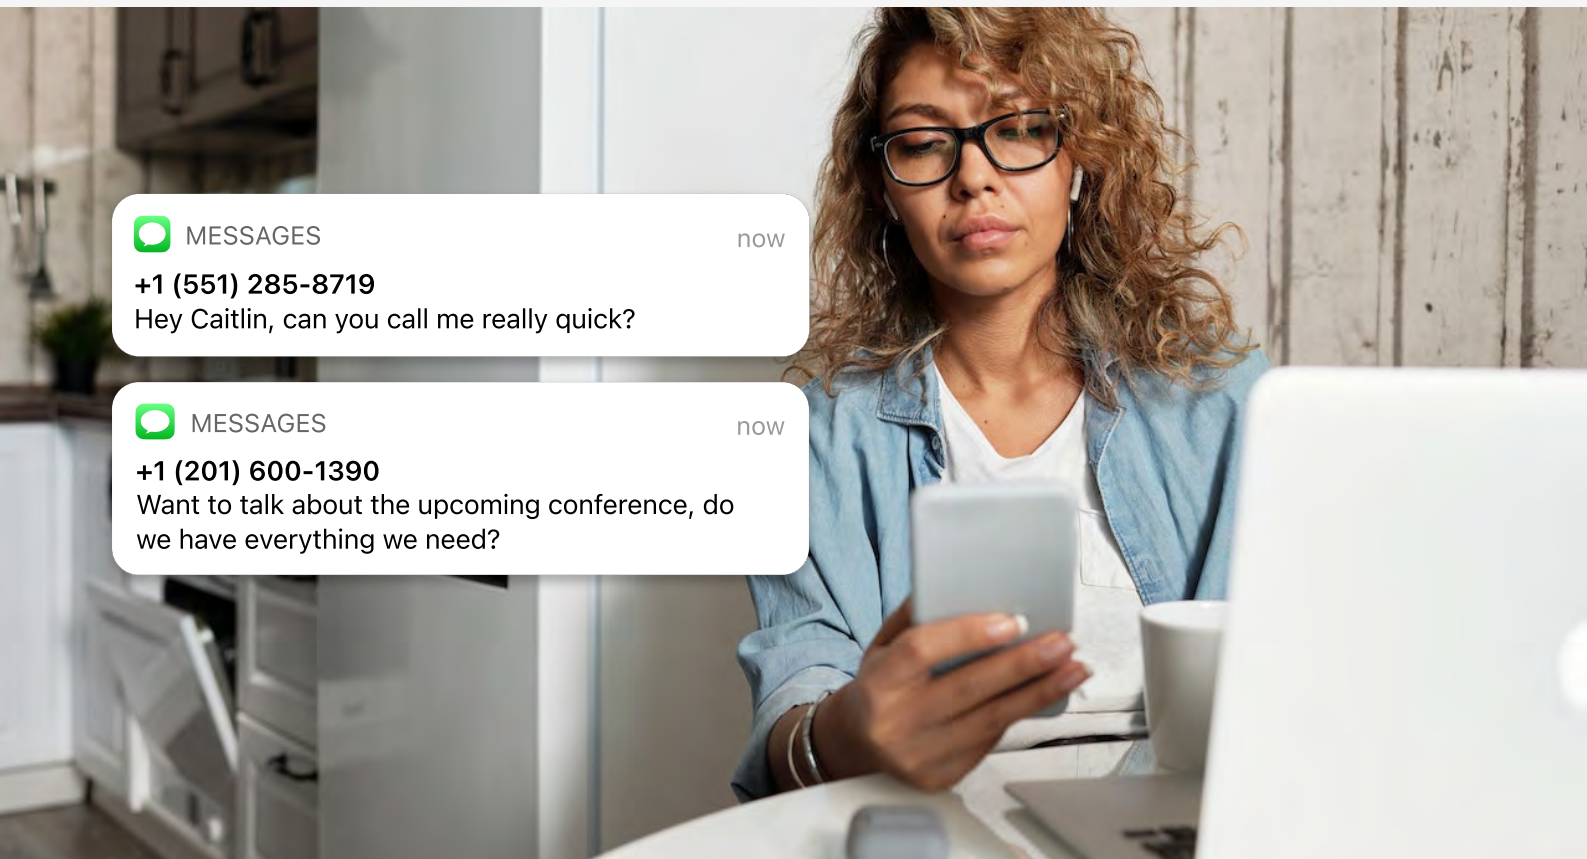 MESSAGES
now
+1 (551) 285-8719
Hey Caitlin, can you call me really quick?
MESSAGES
now
+1 (201) 600-1390
Want to talk about the upcoming conference, do
we have everything we need?